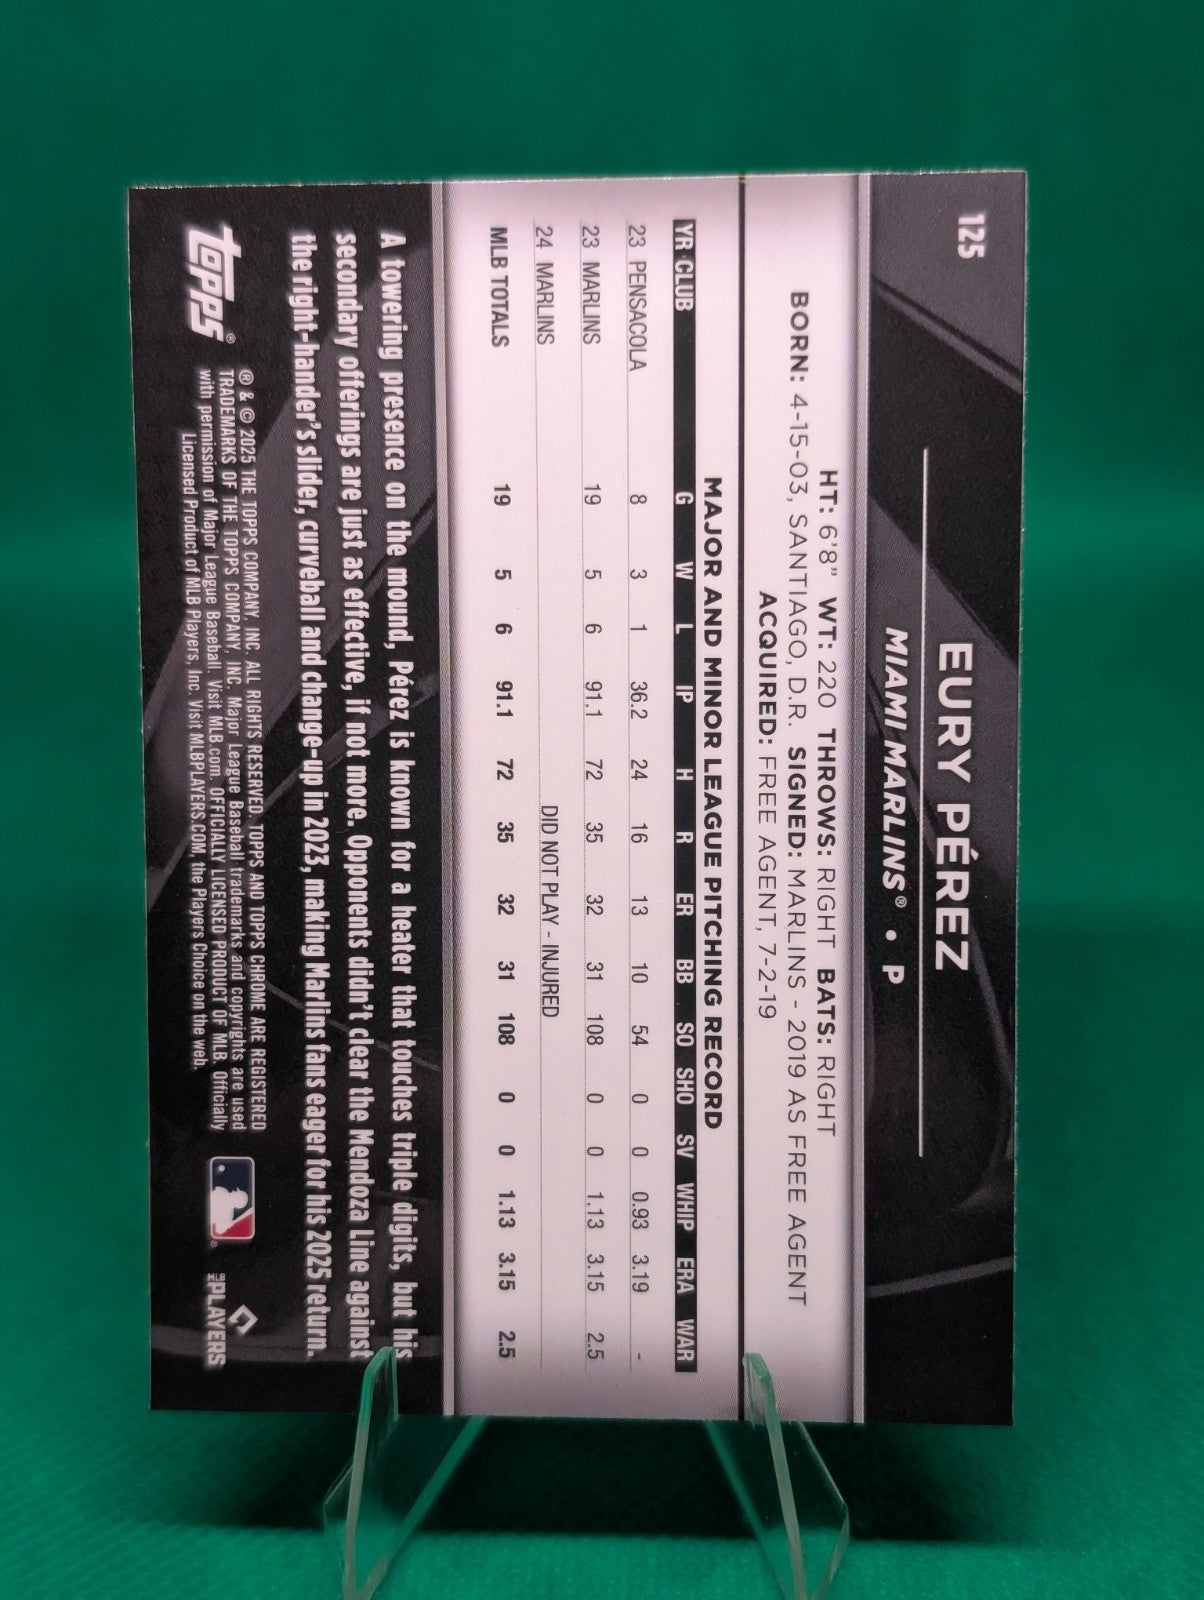 125
EURY PÉREZ
MIAMI MARLINS® • P
HT: 6'8" WT: 220 THROWS: RIGHT BATS: RIGHT
BORN: 4-15-03, SANTIAGO, D.R. SIGNED: MARLINS - 2019 AS FREE AGENT
ACQUIRED: FREE AGENT, 7-2-19
MAJOR AND MINOR LEAGUE PITCHING RECORD
YR CLUB G W L IP H R ER BB SO SHO SV WHIP ERA WAR
23 PENSACOLA 8 3 1 36.2 24 16 13 10 54 0 0 0.93 3.19 -
23 MARLINS 19 5 6 91.1 72 35 32 31 108 0 0 1.13 3.15 2.5
24 MARLINS DID NOT PLAY - INJURED
MLB TOTALS 19 5 6 91.1 72 35 32 31 108 0 0 1.13 3.15 2.5
A towering presence on the mound, Pérez is known for a heater that touches triple digits, but his
secondary offerings are just as effective, if not more. Opponents didn't clear the Mendoza Line against
the right-hander's slider, curveball and change-up in 2023, making Marlins fans eager for his 2025 return.
topps®
® & © 2025 THE TOPPS COMPANY, INC. ALL RIGHTS RESERVED. TOPPS AND TOPPS CHROME ARE REGISTERED
TRADEMARKS OF THE TOPPS COMPANY, INC. Major League Baseball trademarks and copyrights are used
with permission of Major League Baseball. Visit MLB.com. OFFICIALLY LICENSED PRODUCT OF MLB. Officially
Licensed Product of MLB Players, Inc. Visit MLBPLAYERS.COM, the Players Choice on the web.
®
MLB PLAYERS